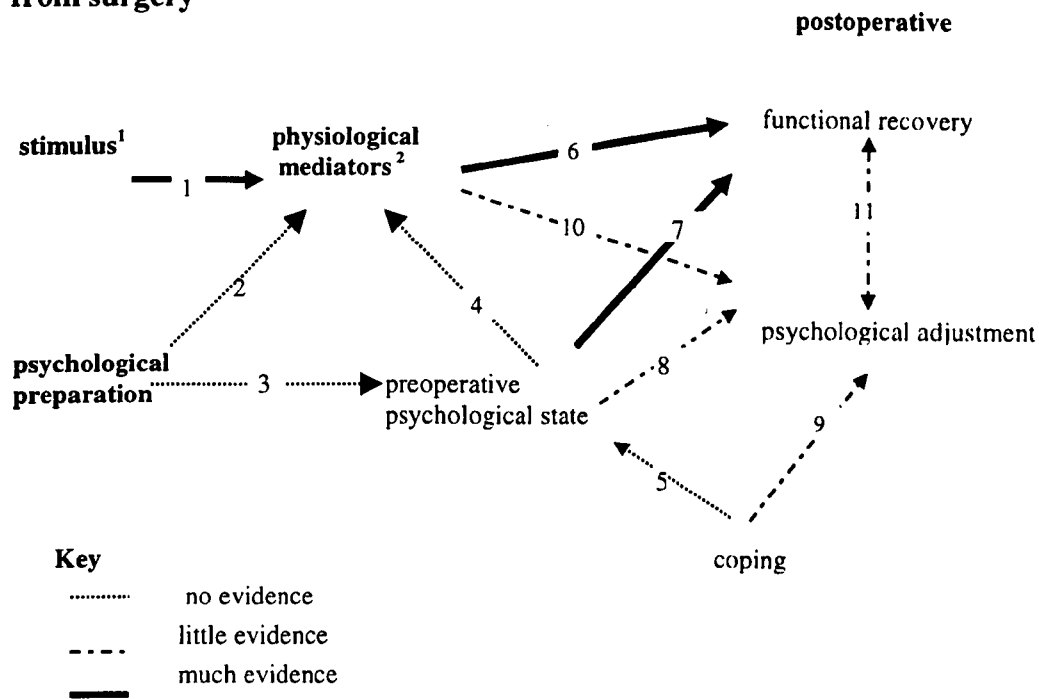 from surgery
postoperative
functional recovery
stimulus¹
physiological
mediators²
1
6
10
7
11
2
4
psychological adjustment
psychological
preparation
3
preoperative
psychological state
8
9
5
coping
Key
no evidence
little evidence
much evidence